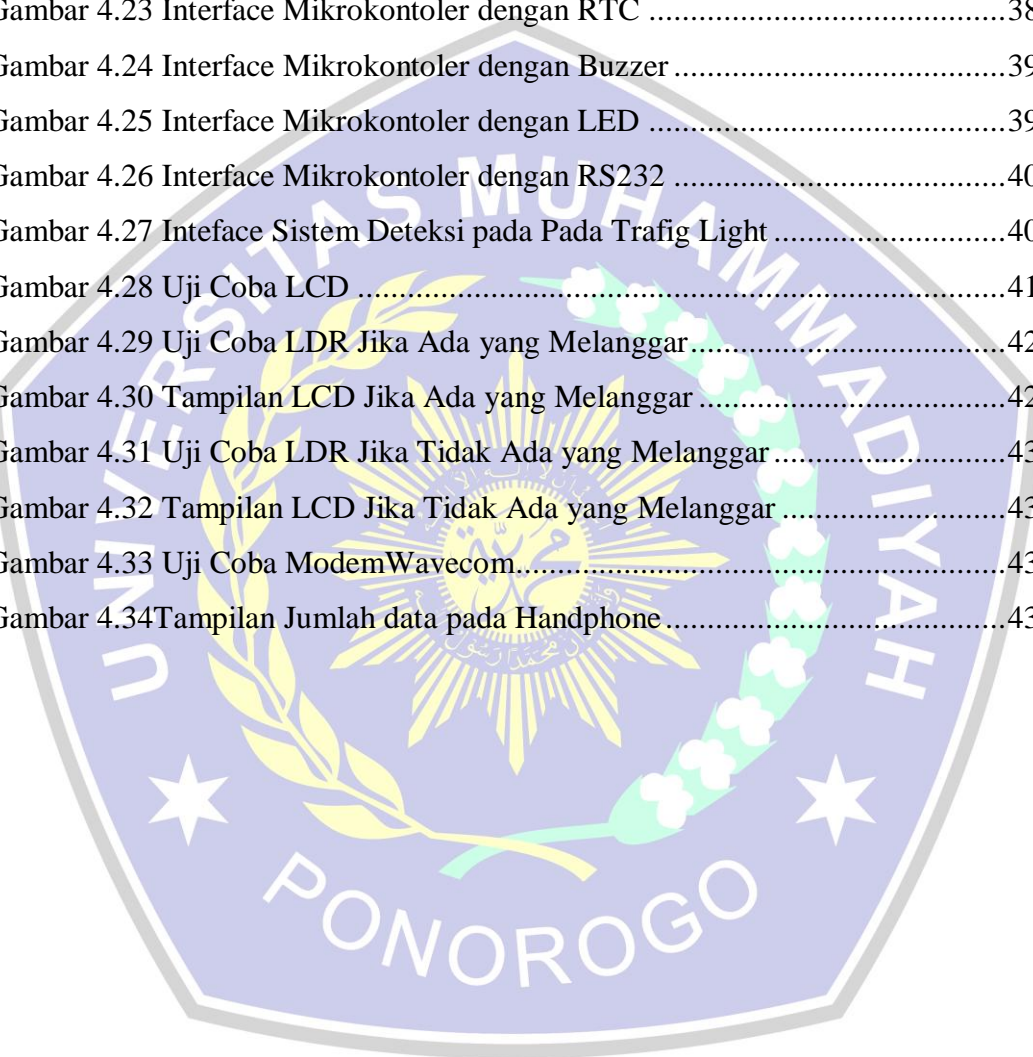 Gambar 4.23 Interface Mikrokontoler dengan RTC ........................................38
Gambar 4.24 Interface Mikrokontoler dengan Buzzer .....................................39
Gambar 4.25 Interface Mikrokontoler dengan LED ........................................39
Gambar 4.26 Interface Mikrokontoler dengan RS232 .....................................40
Gambar 4.27 Inteface Sistem Deteksi pada Pada Trafig Light .........................40
Gambar 4.28 Uji Coba LCD ............................................................................41
Gambar 4.29 Uji Coba LDR Jika Ada yang Melanggar...................................42
Gambar 4.30 Tampilan LCD Jika Ada yang Melanggar ..................................42
Gambar 4.31 Uji Coba LDR Jika Tidak Ada yang Melanggar .........................43
Gambar 4.32 Tampilan LCD Jika Tidak Ada yang Melanggar ........................43
Gambar 4.33 Uji Coba ModemWavecom.......................................................43
Gambar 4.34Tampilan Jumlah data pada Handphone......................................43
UNIVERSITAS MUHAMMADIYAH
PONOROGO